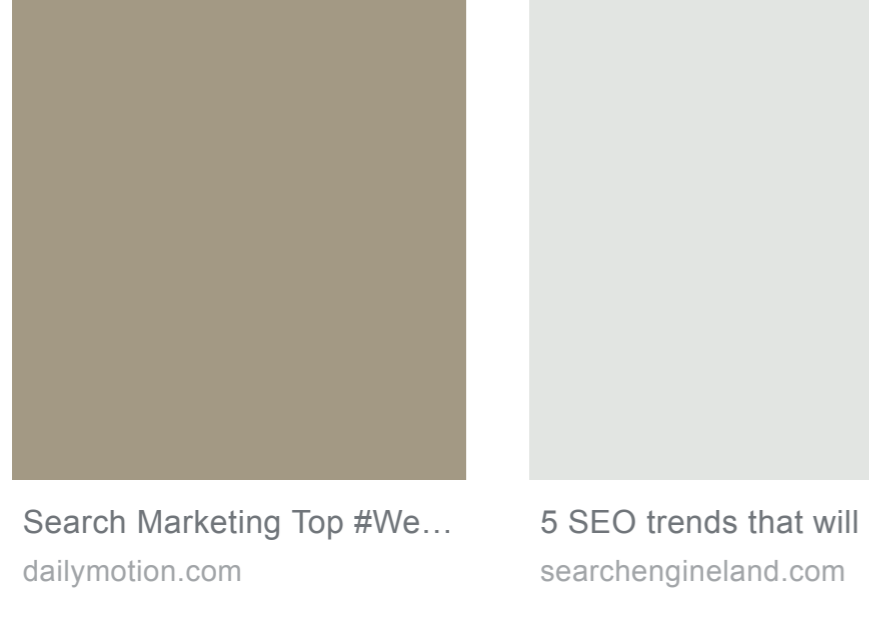 Search Marketing Top #We...
dailymotion.com
5 SEO trends that will
searchengineland.com